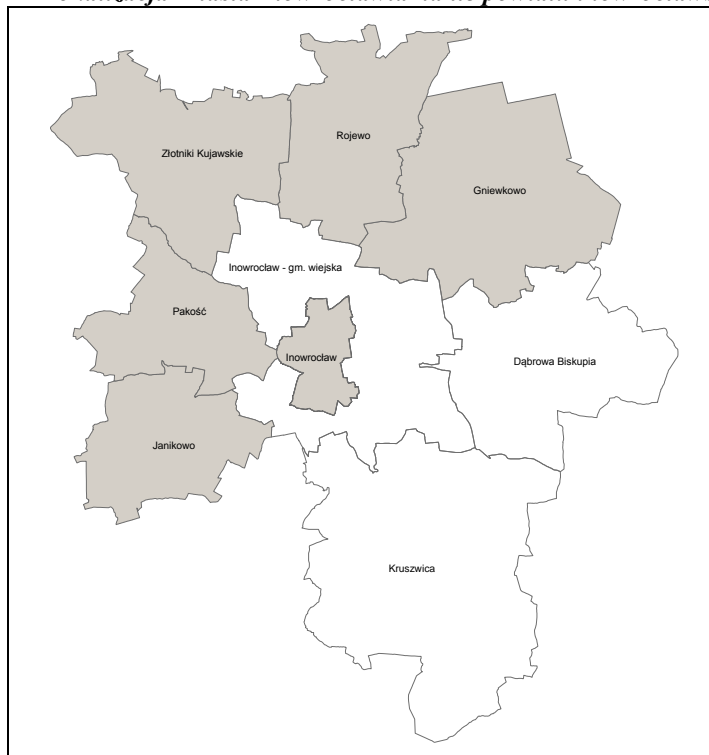 Rojewo
Złotniki Kujawskie
Gniewkowo
Inowrocław - gm. wiejska
Pakość
Inowrocław
Dąbrowa Biskupia
Janikowo
Kruszwica